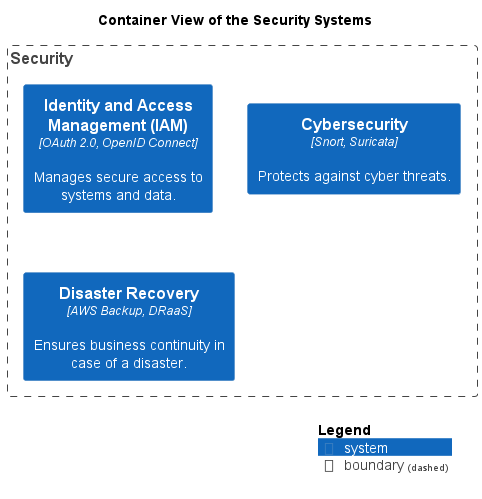 Container View of the Security Systems
Security
Identity and Access
Management (IAM)
[OAuth 2.0, OpenID Connect]
Manages secure access to
systems and data.
Cybersecurity
[Snort, Suricata]
Protects against cyber threats.
Disaster Recovery
[AWS Backup, DRaaS]
Ensures business continuity in
case of a disaster.
Legend
system
boundary (dashed)